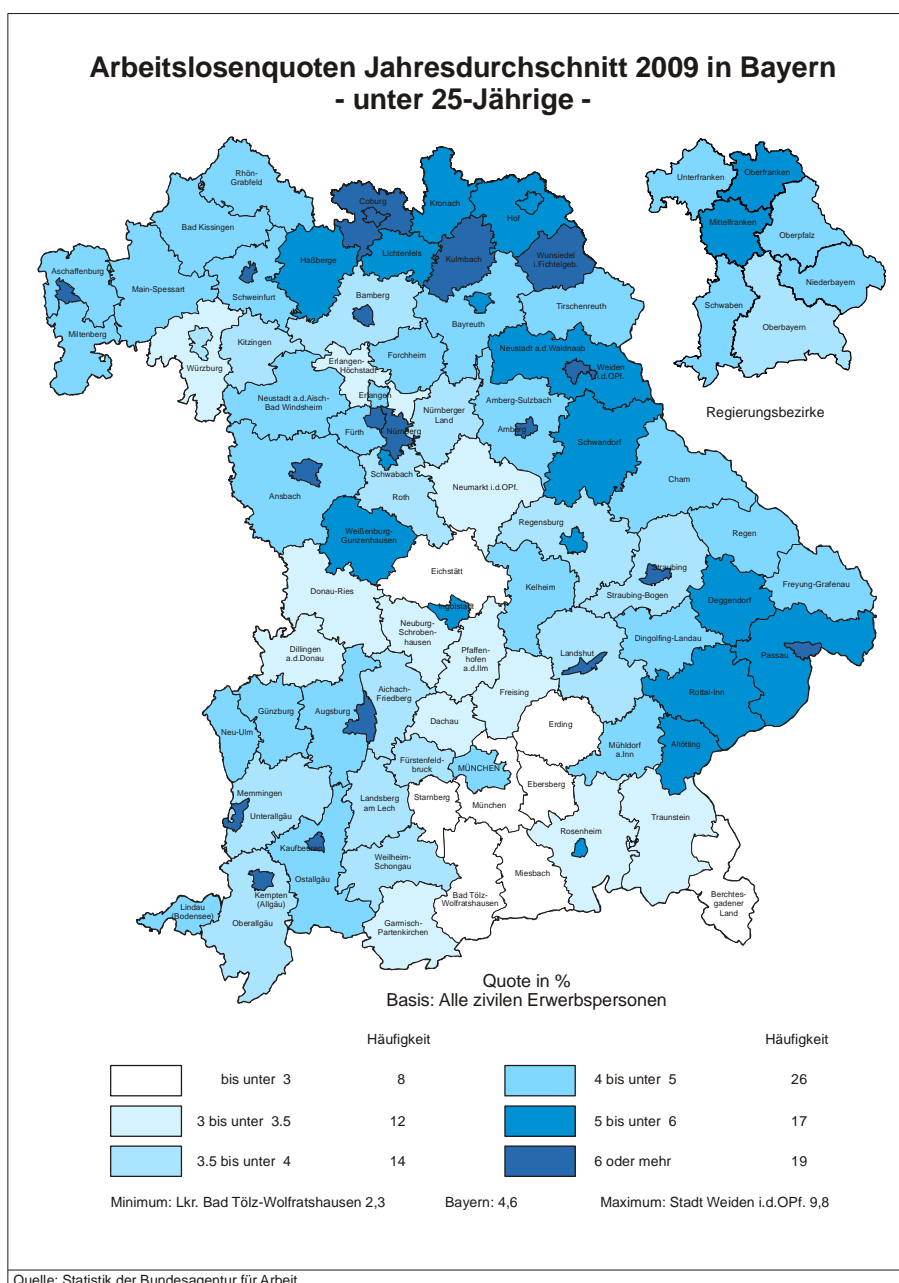 Arbeitslosenquoten Jahresdurchschnitt 2009 in Bayern
- unter 25-Jährige -
Rhön-
Grabfeld
Coburg
Kronach
Hof
Unterfranken
Oberfranken
Bad Kissingen
Mittelfranken
Oberpfalz
Haßberge
Lichtenfels
Kulmbach
Wunsiedel
i.Fichtelgeb.
Aschaffenburg
Main-Spessart
Schweinfurt
Bamberg
Bayreuth
Tirschenreuth
Niederbayern
Schwaben
Oberbayern
Miltenberg
Würzburg
Kitzingen
Erlangen-
Höchstadt
Forchheim
Neustadt a.d.Waldnaab
Weiden
i.d.OPf.
Regierungsbezirke
Neustadt a.d.Aisch-
Bad Windsheim
Erlangen
Nürnberger
Land
Amberg-Sulzbach
Amberg
Fürth
Nürnberg
Schwandorf
Ansbach
Schwabach
Roth
Neumarkt i.d.OPf.
Cham
Weißenburg-
Gunzenhausen
Regensburg
Regen
Eichstätt
Straubing
Kelheim
Straubing-Bogen
Freyung-Grafenau
Donau-Ries
Ingolstadt
Deggendorf
Neuburg-
Schroben-
hausen
Dillingen
a.d.Donau
Pfaffen-
hofen
a.d.Ilm
Landshut
Dingolfing-Landau
Passau
Aichach-
Friedberg
Freising
Rottal-Inn
Neu-Ulm
Günzburg
Augsburg
Dachau
Erding
Mühldorf
a.Inn
Altötting
Fürstenfeld-
bruck
MÜNCHEN
Memmingen
Unterallgäu
Landsberg
am Lech
Starnberg
München
Ebersberg
Traunstein
Rosenheim
Kaufbeuren
Ostallgäu
Weilheim-
Schongau
Miesbach
Bad Tölz-
Wolfratshausen
Berchtes-
gadener
Land
Kempten
(Allgäu)
Lindau
(Bodensee)
Oberallgäu
Garmisch-
Partenkirchen
Quote in %
Basis: Alle zivilen Erwerbspersonen
Häufigkeit Häufigkeit
bis unter 3 8 4 bis unter 5 26
3 bis unter 3.5 12 5 bis unter 6 17
3.5 bis unter 4 14 6 oder mehr 19
Minimum: Lkr. Bad Tölz-Wolfratshausen 2,3 Bayern: 4,6 Maximum: Stadt Weiden i.d.OPf. 9,8
Quelle: Statistik der Bundesagentur für Arbeit